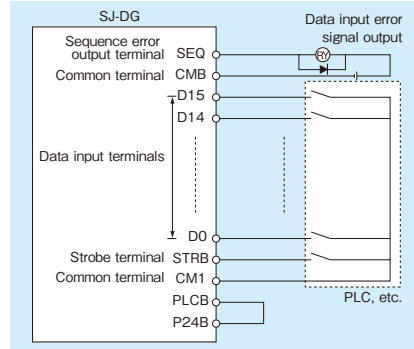 SJ-DG
Data input error
signal output
Sequence error
output terminal SEQ
RY
Common terminal CMB
D15
D14
Data input terminals
D0
Strobe terminal STRB
Common terminal CM1
PLC, etc.
PLCB
P24B